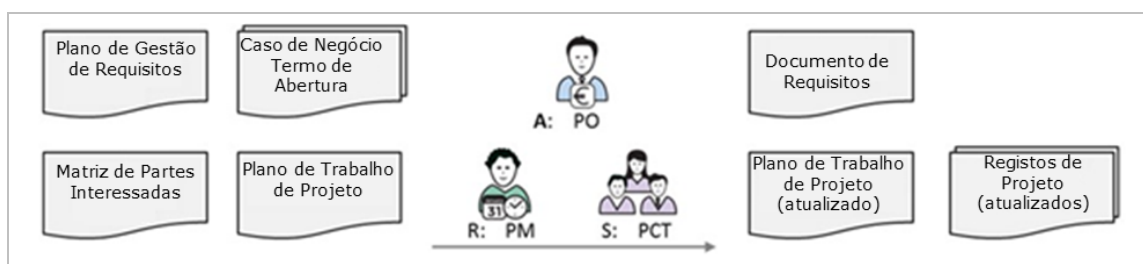 Plano de Gestão
de Requisitos
Caso de Negócio
Termo de
Abertura
Documento de
Requisitos
€
A: PO
Matriz de Partes
Interessadas
Plano de Trabalho
de Projeto
31
R: PM
S: PCT
Plano de Trabalho
de Projeto
(atualizado)
Registos de
Projeto
(atualizados)